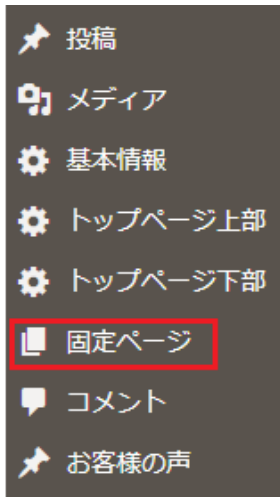 投稿
メディア
基本情報
トップページ上部
トップページ下部
固定ページ
コメント
お客様の声